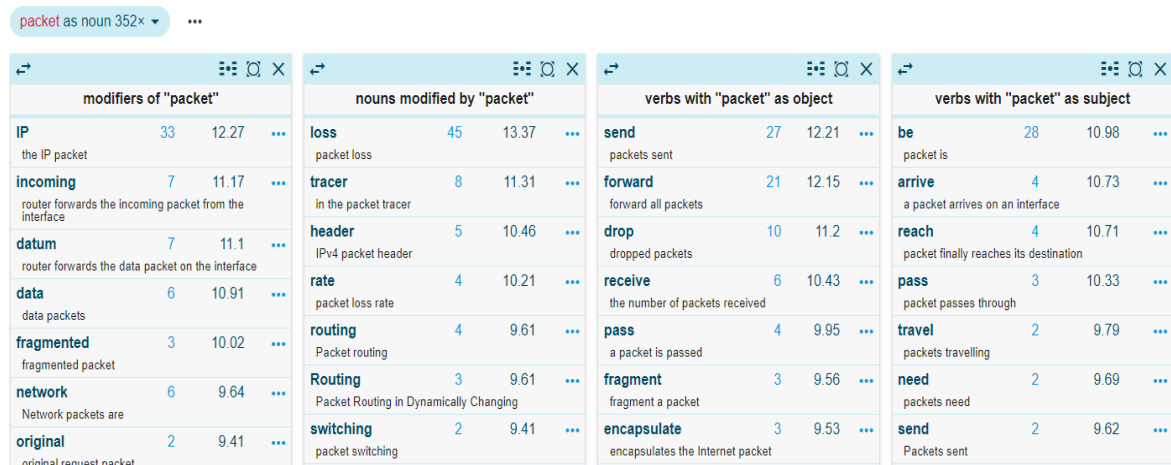 packet as noun 352×
modifiers of "packet"
IP 33 12.27
the IP packet
incoming 7 11.17
router forwards the incoming packet from the
interface
datum 7 11.1
router forwards the data packet on the interface
data 6 10.91
data packets
fragmented 3 10.02
fragmented packet
network 6 9.64
Network packets are
original 2 9.41
original request packet
nouns modified by "packet"
loss 45 13.37
packet loss
tracer 8 11.31
in the packet tracer
header 5 10.46
IPv4 packet header
rate 4 10.21
packet loss rate
routing 4 9.61
Packet routing
Routing 3 9.61
Packet Routing in Dynamically Changing
switching 2 9.41
packet switching
verbs with "packet" as object
send 27 12.21
packets sent
forward 21 12.15
forward all packets
drop 10 11.2
dropped packets
receive 6 10.43
the number of packets received
pass 4 9.95
a packet is passed
fragment 3 9.56
fragment a packet
encapsulate 3 9.53
encapsulates the Internet packet
verbs with "packet" as subject
be 28 10.98
packet is
arrive 4 10.73
a packet arrives on an interface
reach 4 10.71
packet finally reaches its destination
pass 3 10.33
packet passes through
travel 2 9.79
packets travelling
need 2 9.69
packets need
send 2 9.62
Packets sent